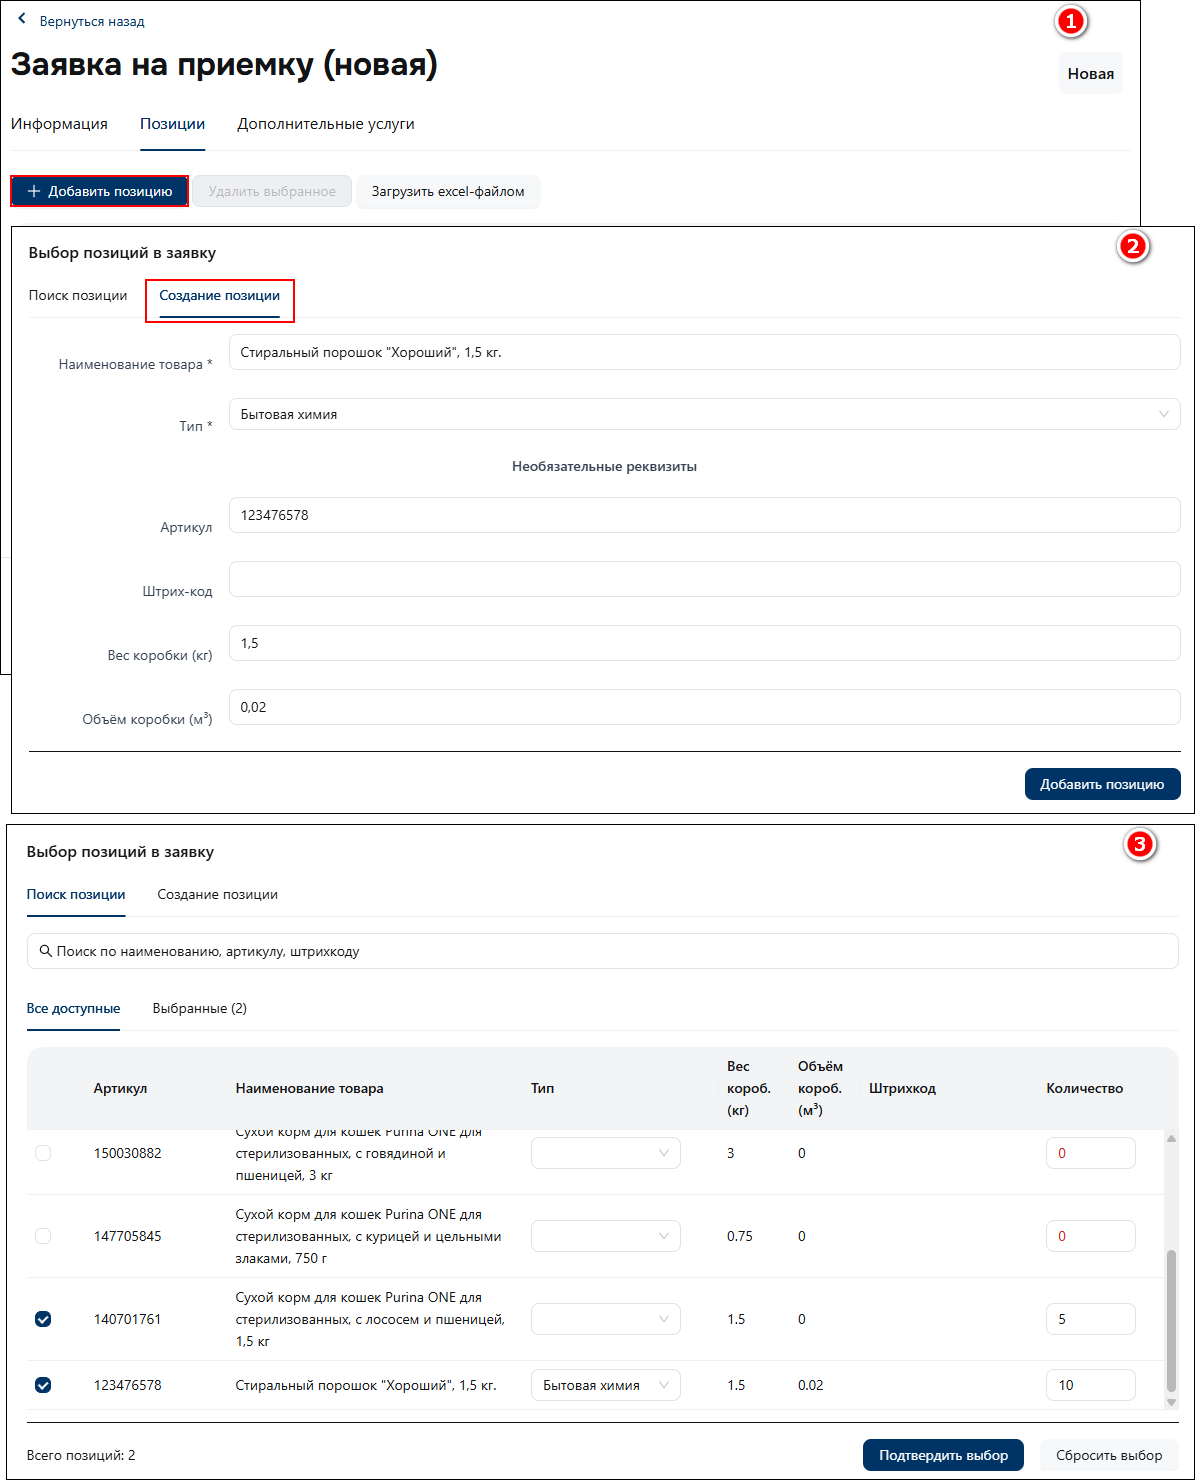 Вернуться назад
1
Заявка на приемку (новая)
Новая
Информация Позиции Дополнительные услуги
+ Добавить позицию Удалить выбранное Загрузить excel-файлом
Выбор позиций в заявку
2
Поиск позиции Создание позиции
Наименование товара * Стиральный порошок "Хороший", 1,5 кг.
Тип * Бытовая химия
Необязательные реквизиты
Артикул 123476578
Штрих-код
Вес коробки (кг) 1,5
Объём коробки (м³) 0,02
Добавить позицию
Выбор позиций в заявку
3
Поиск позиции Создание позиции
Поиск по наименованию, артикулу, штрихкоду
Все доступные Выбранные (2)
Артикул Наименование товара Тип Вес короб. (кг) Объём короб. (м³) Штрихкод Количество
Сухой корм для кошек Purina ONE для
150030882 стерилизованных, с говядиной и 3 0 0
пшеницей, 3 кг
Сухой корм для кошек Purina ONE для
147705845 стерилизованных, с курицей и цельными 0.75 0 0
злаками, 750 г
Сухой корм для кошек Purina ONE для
140701761 стерилизованных, с лососем и пшеницей, 1.5 0 5
1,5 кг
123476578 Стиральный порошок "Хороший", 1,5 кг. Бытовая химия 1.5 0.02 10
Всего позиций: 2 Подтвердить выбор Сбросить выбор